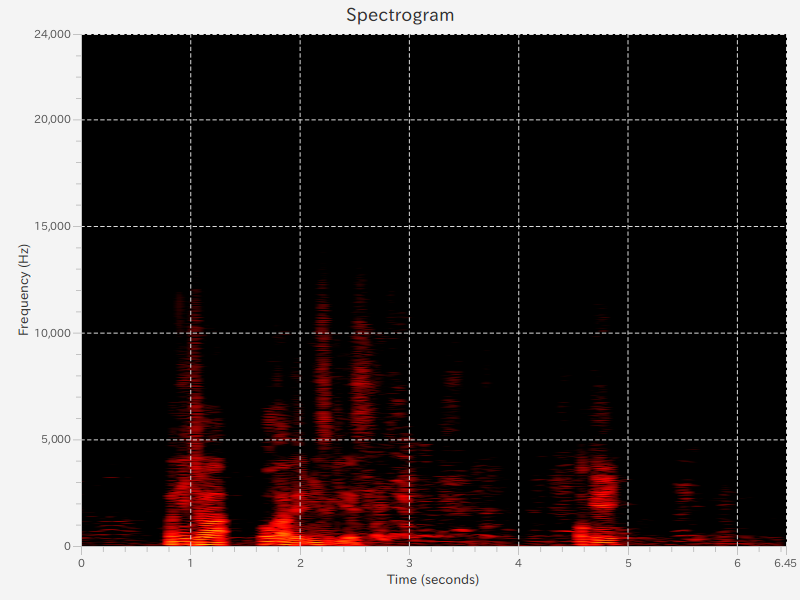 Spectrogram
24,000
20,000
15,000
10,000
5,000
0
Frequency (Hz)
0 1 2 3 4 5 6 6.45
Time (seconds)